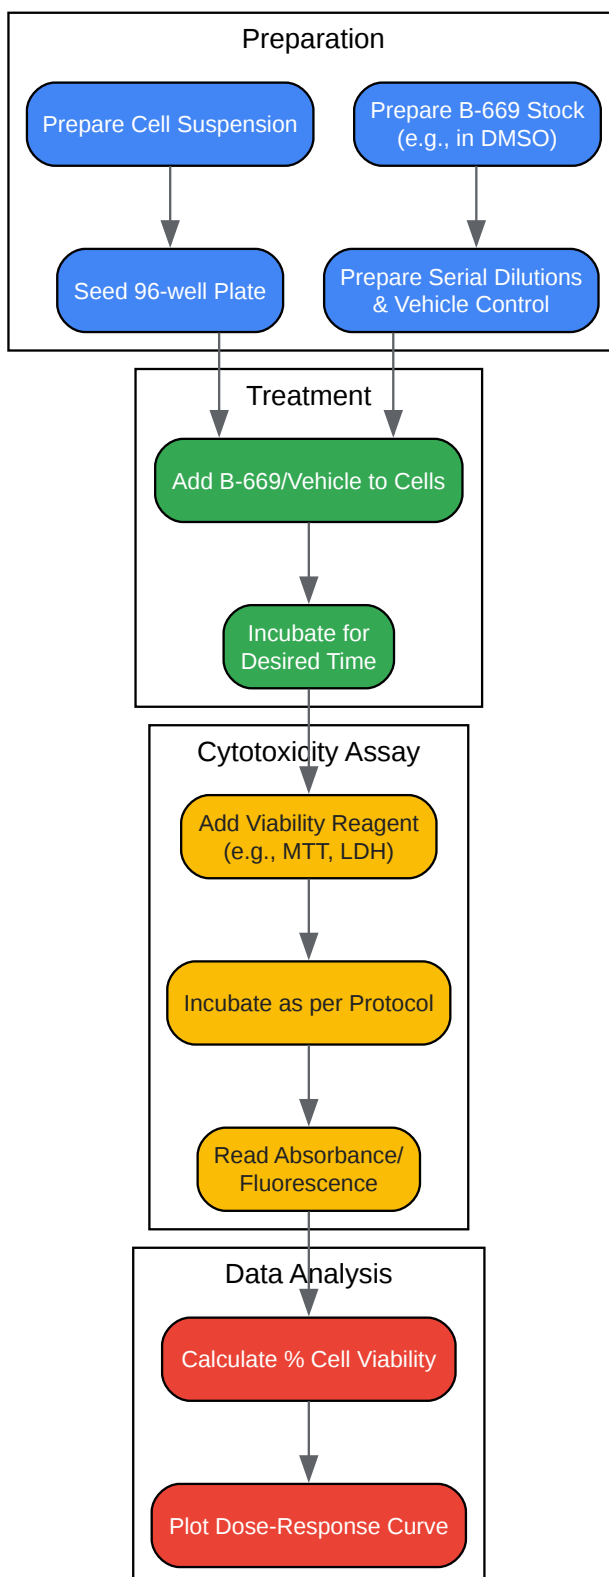 Preparation
Prepare Cell Suspension
Prepare B-669 Stock
(e.g., in DMSO)
Seed 96-well Plate
Prepare Serial Dilutions
& Vehicle Control
Treatment
Add B-669/Vehicle to Cells
Incubate for
Desired Time
Cytotoxicity Assay
Add Viability Reagent
(e.g., MTT, LDH)
Incubate as per Protocol
Read Absorbance/
Fluorescence
Data Analysis
Calculate % Cell Viability
Plot Dose-Response Curve